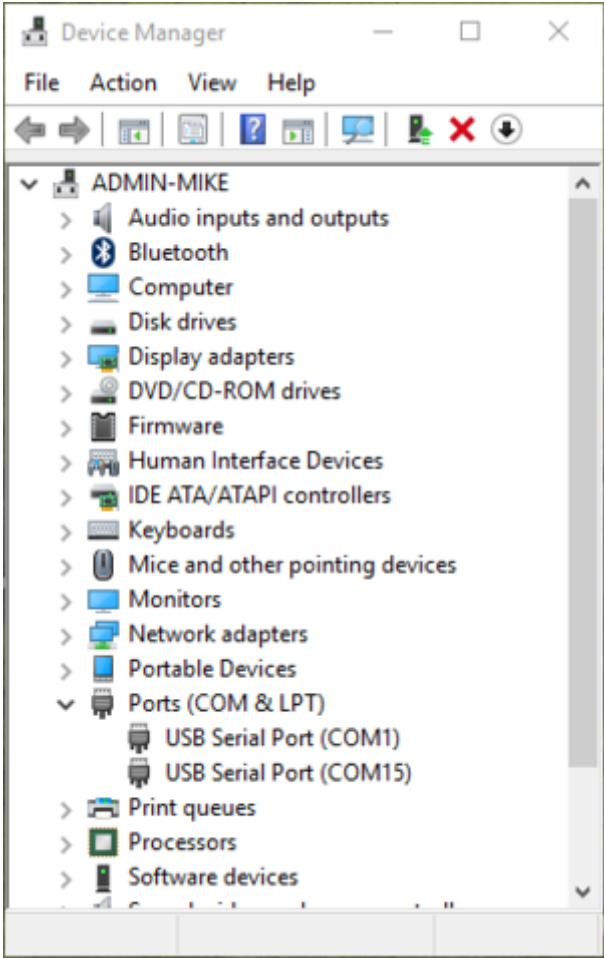 Device Manager
File Action View Help
ADMIN-MIKE
Audio inputs and outputs
Bluetooth
Computer
Disk drives
Display adapters
DVD/CD-ROM drives
Firmware
Human Interface Devices
IDE ATA/ATAPI controllers
Keyboards
Mice and other pointing devices
Monitors
Network adapters
Portable Devices
Ports (COM & LPT)
USB Serial Port (COM1)
USB Serial Port (COM15)
Print queues
Processors
Software devices